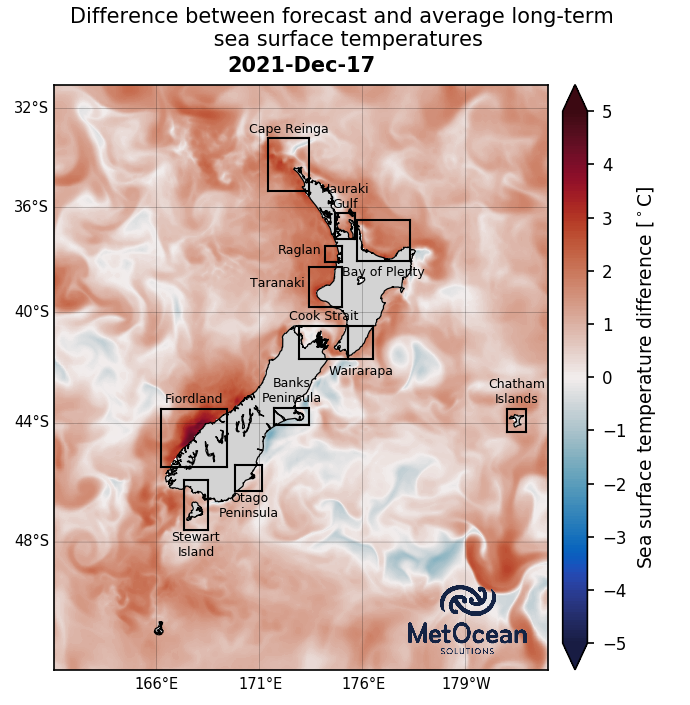 Difference between forecast and average long-term
sea surface temperatures
2021-Dec-17
32°S
36°S
40°S
44°S
48°S
166°E
171°E
176°E
179°W
Cape Reinga
Hauraki
Gulf
Raglan
Bay of Plenty
Taranaki
Cook Strait
Wairarapa
Banks
Peninsula
Chatham
Islands
Fiordland
Otago
Peninsula
Stewart
Island
MetOcean
SOLUTIONS
5
4
3
2
1
0
−1
−2
−3
−4
−5
Sea surface temperature difference [°C]